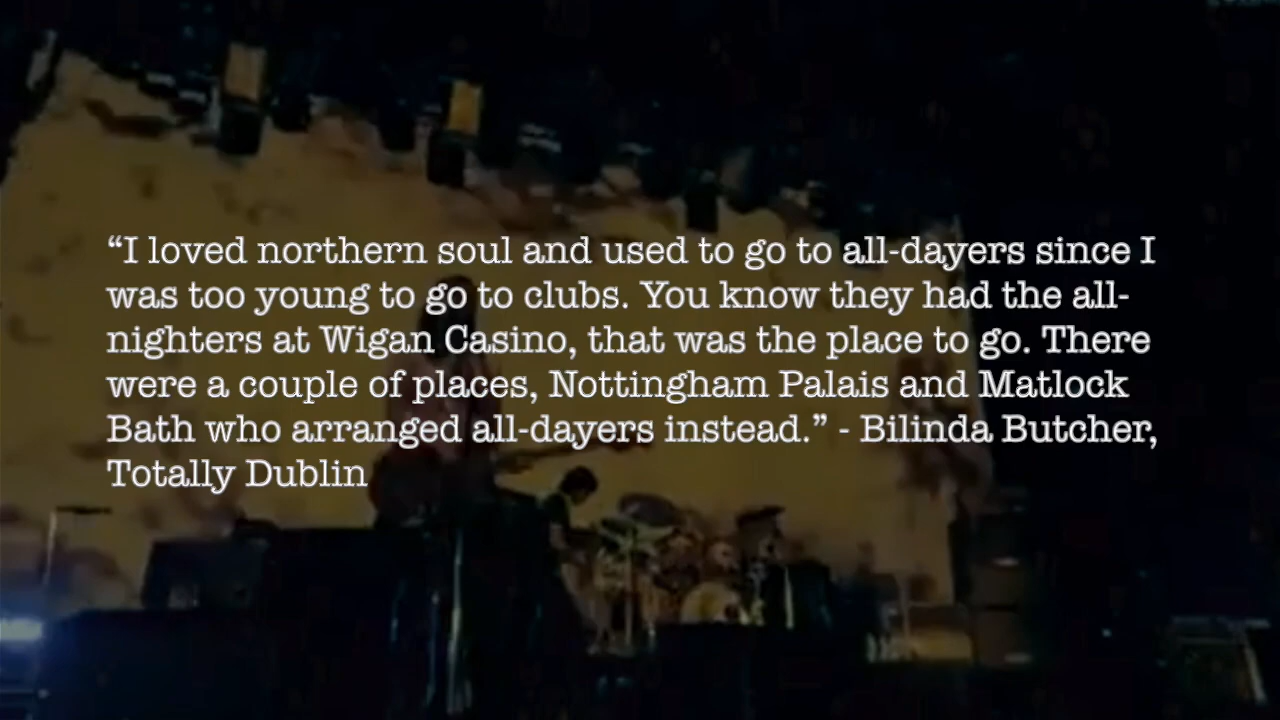 “I loved northern soul and used to go to all-dayers since I
was too young to go to clubs. You know they had the all-
nighters at Wigan Casino, that was the place to go. There
were a couple of places, Nottingham Palais and Matlock
Bath who arranged all-dayers instead.” - Bilinda Butcher,
Totally Dublin